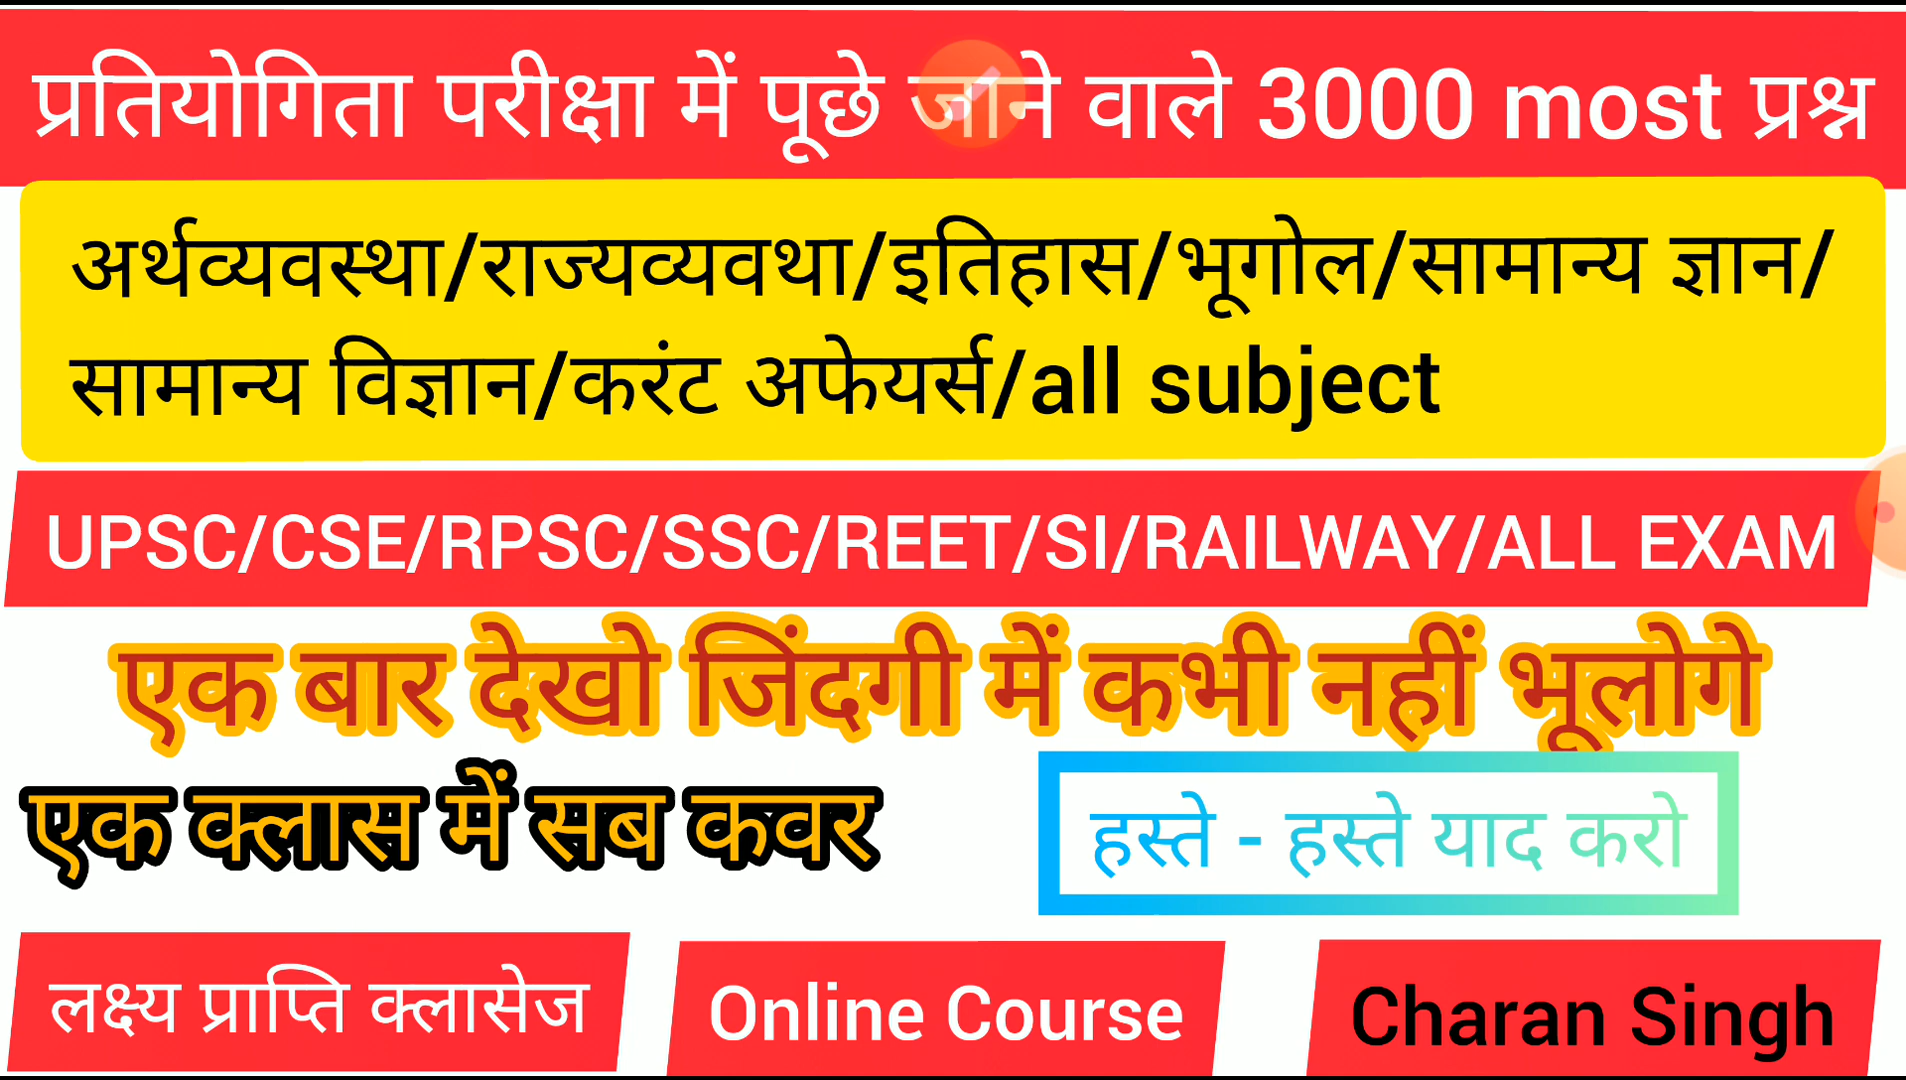 प्रतियोगिता परीक्षा में पूछे जाने वाले 3000 most प्रश्न
अर्थव्यवस्था/राज्यव्यवथा/इतिहास/भूगोल/सामान्य ज्ञान/
सामान्य विज्ञान/करंट अफेयर्स/all subject
UPSC/CSE/RPSC/SSC/REET/SI/RAILWAY/ALL EXAM
एक बार देखो जिंदगी में कभी नहीं भूलोगे
एक क्लास में सब कवर
हस्ते - हस्ते याद करो
लक्ष्य प्राप्ति क्लासेज
Online Course
Charan Singh